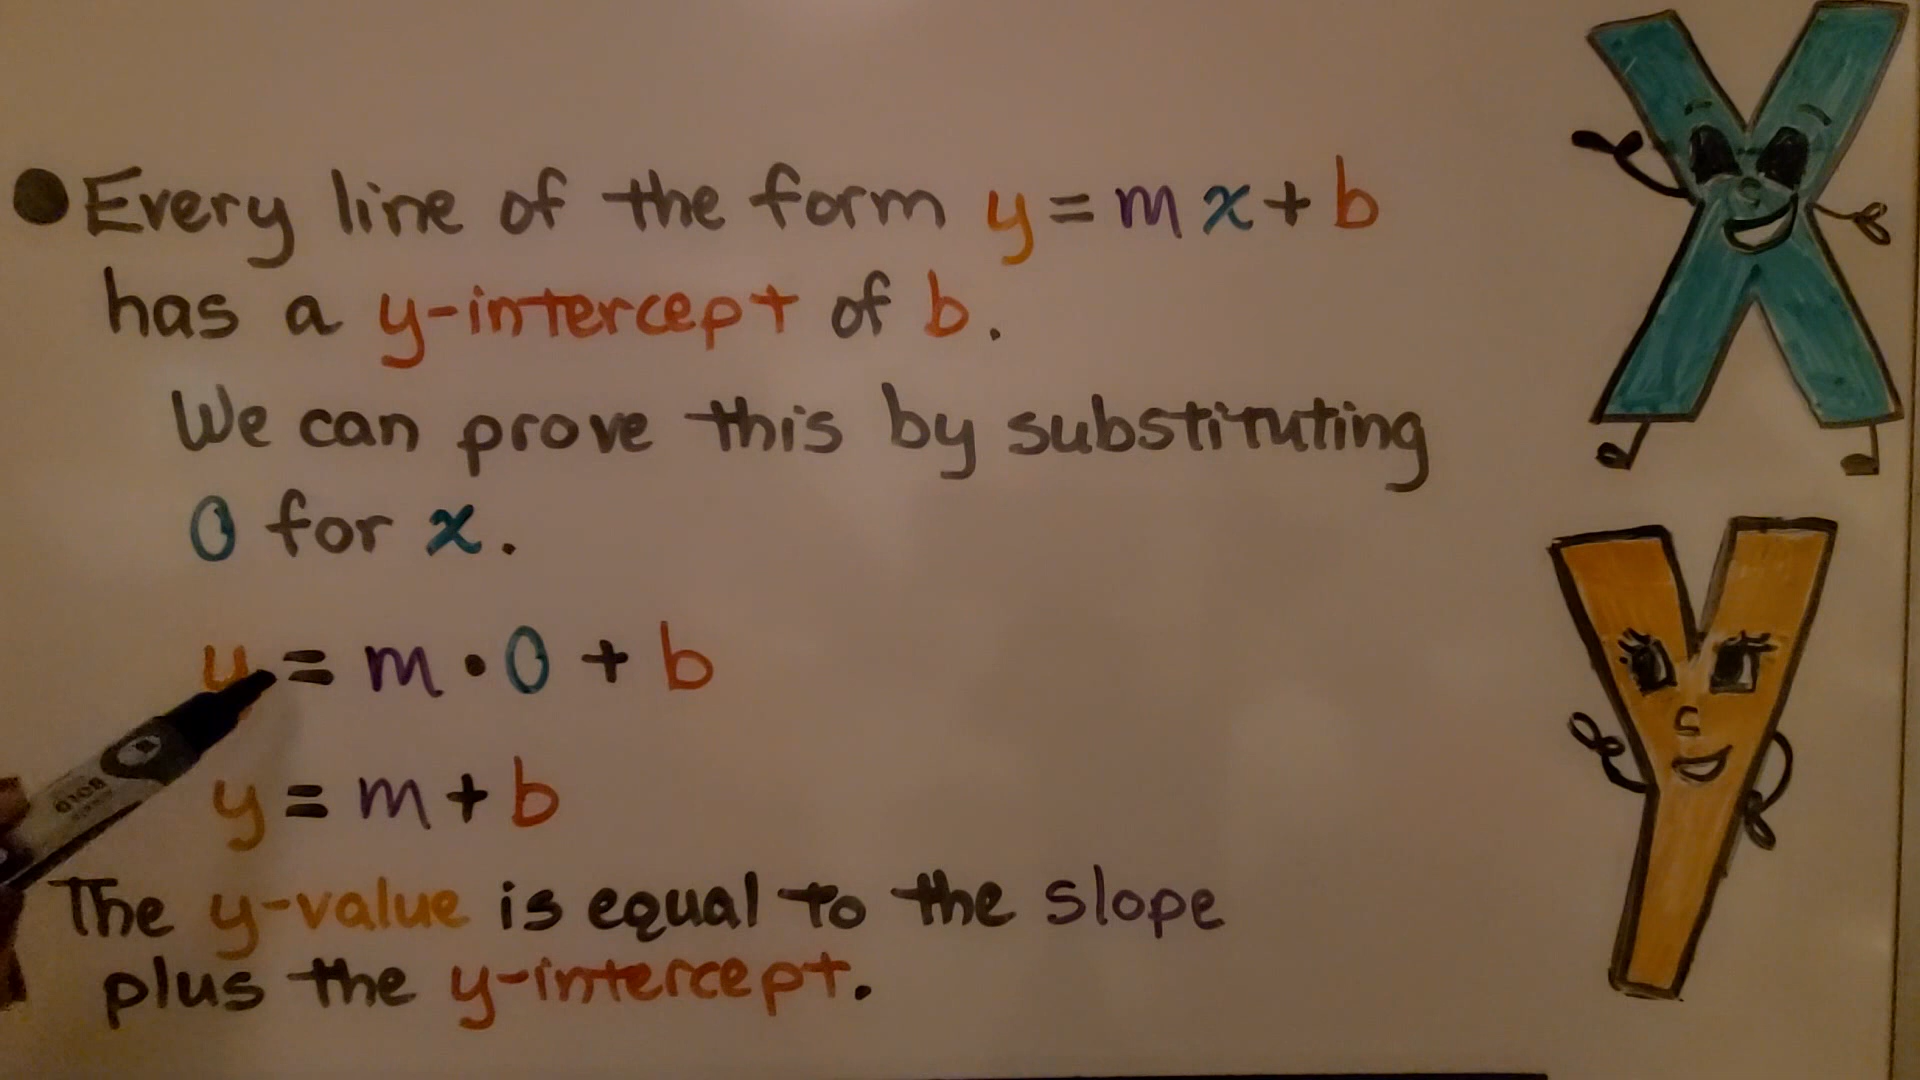 Every line of the form y = mx + b
has a y-intercept of b.
We can prove this by substituting
0 for x.
y = m • 0 + b
y = m + b
The y-value is equal to the slope
plus the y-intercept.